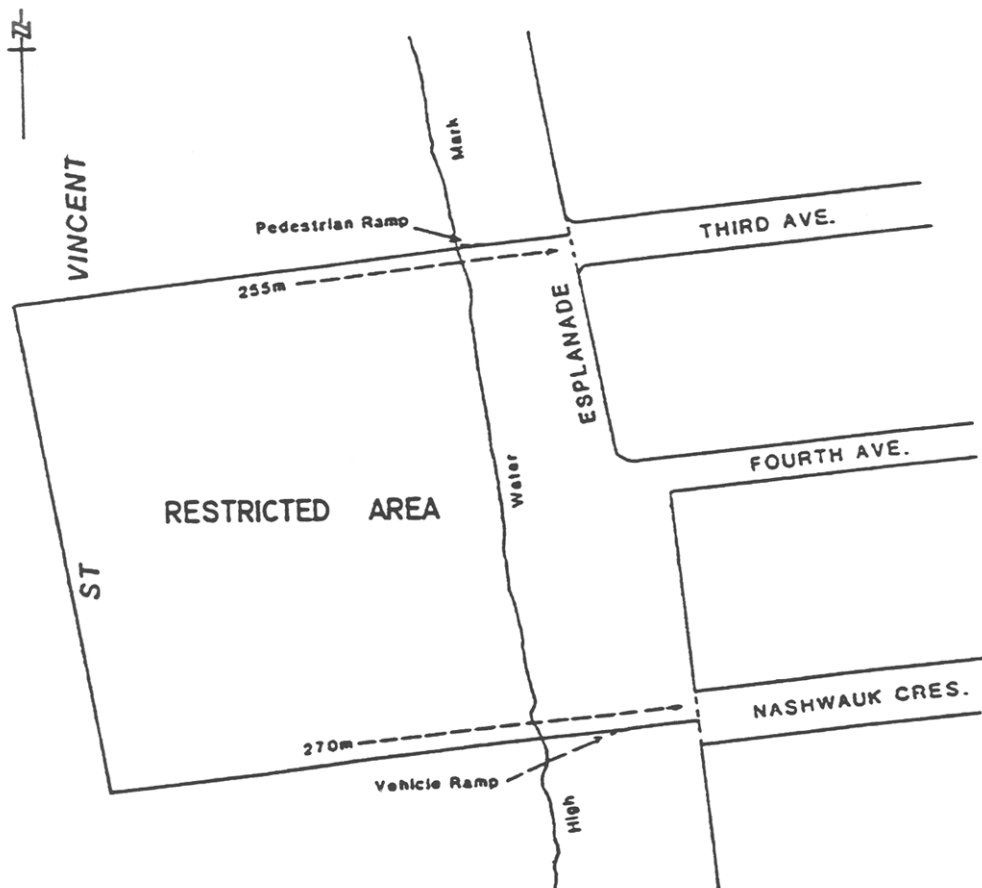 N
VINCENT
ST
Mark
Pedestrian Ramp
THIRD AVE.
255m
ESPLANADE
FOURTH AVE.
Water
RESTRICTED AREA
NASHWAUK CRES.
270m
Vehicle Ramp
High